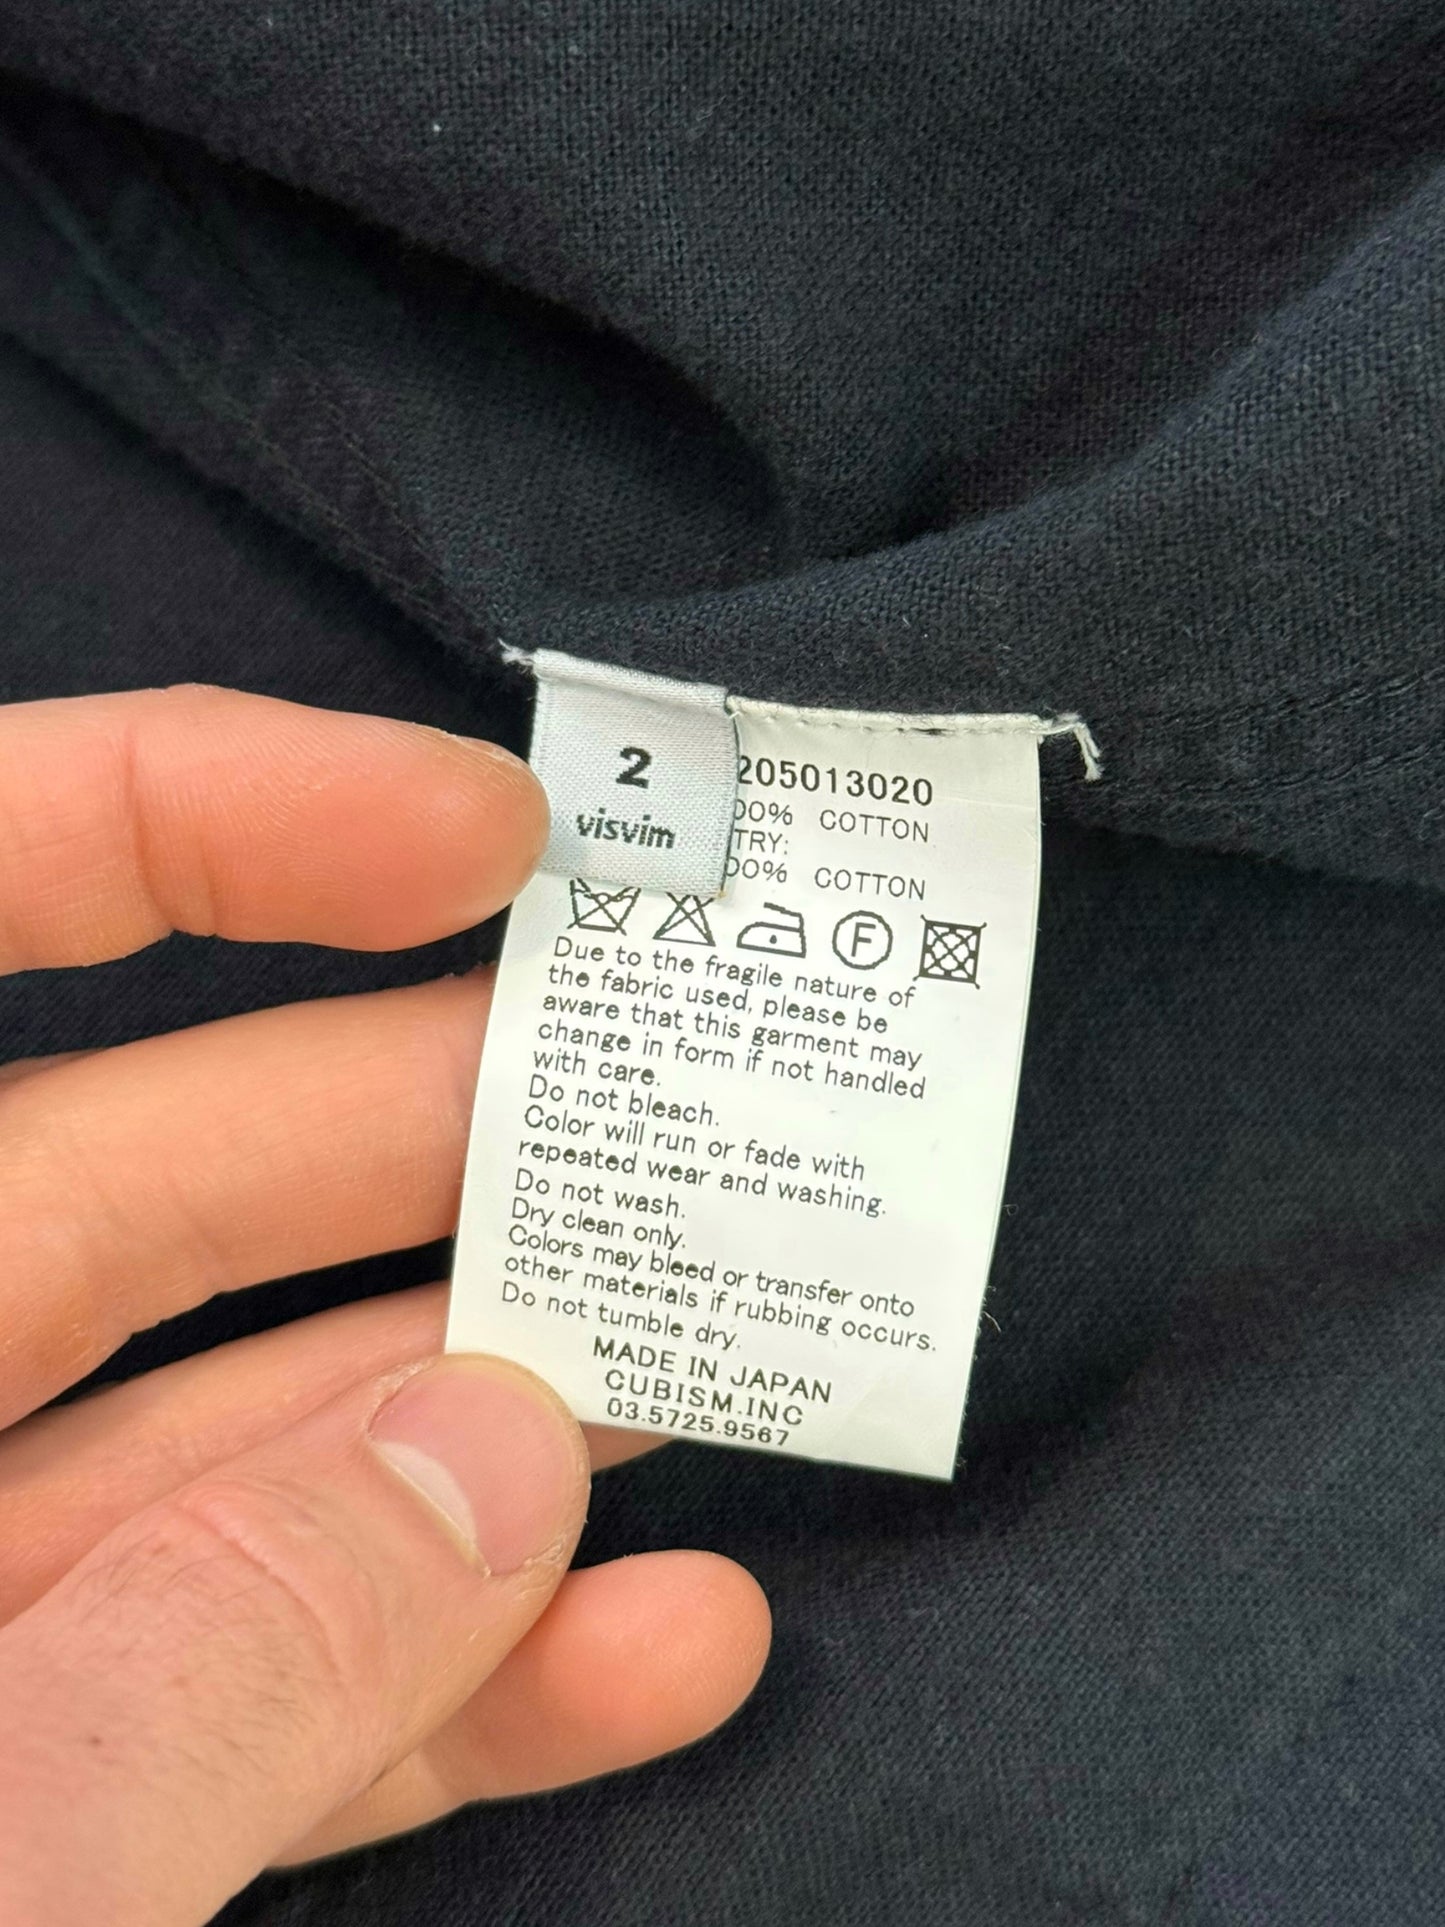 2
visvim
205013020
00% COTTON
TRY:
00% COTTON
F
Due to the fragile nature of
the fabric used, please be
aware that this garment may
change in form if not handled
with care.
Do not bleach.
Color will run or fade with
repeated wear and washing.
Do not wash.
Dry clean only.
Colors may bleed or transfer onto
other materials if rubbing occurs.
Do not tumble dry.
MADE IN JAPAN
CUBISM.INC
03.5725.9567